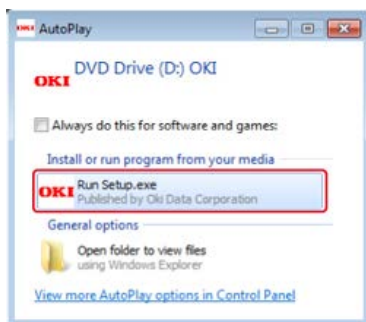 OKI AutoPlay
DVD Drive (D:) OKI
OKI
Always do this for software and games:
Install or run program from your media
OKI Run Setup.exe
Published by Oki Data Corporation
General options
Open folder to view files
using Windows Explorer
View more AutoPlay options in Control Panel